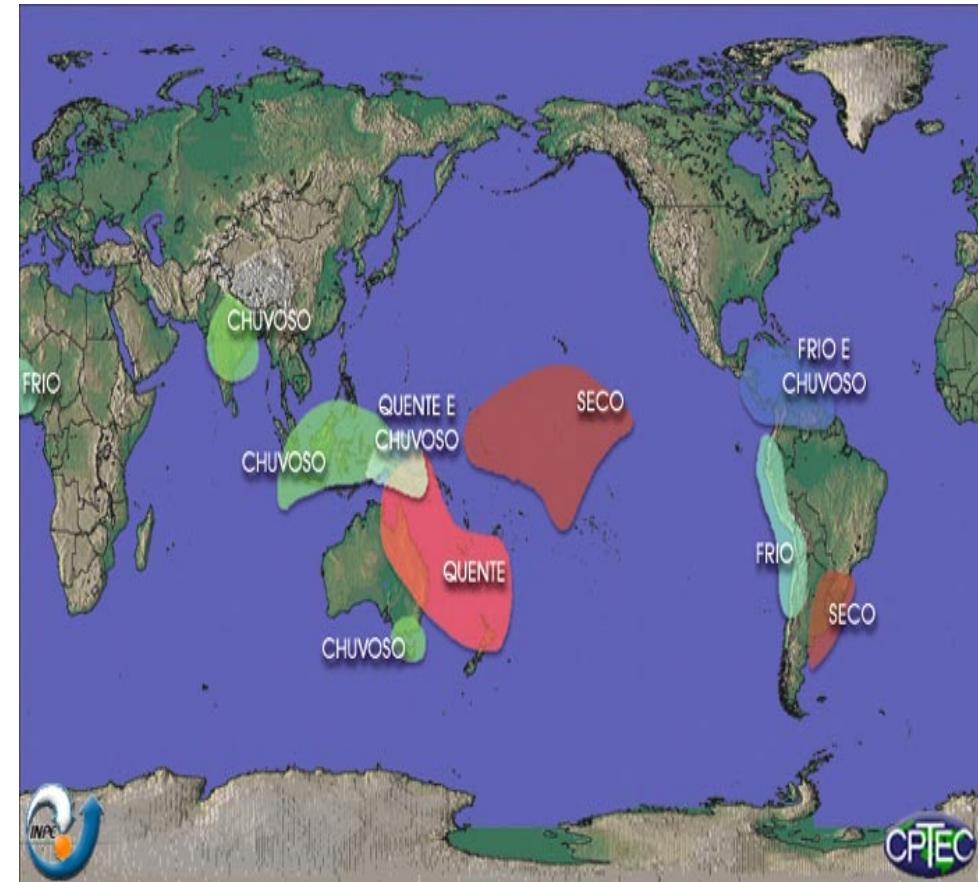 CHUVOSO
FRIO
QUENTE E
CHUVOSO
SECO
FRIO E
CHUVOSO
CHUVOSO
QUENTE
FRIO
SECO
CHUVOSO
INPE
CPTEC